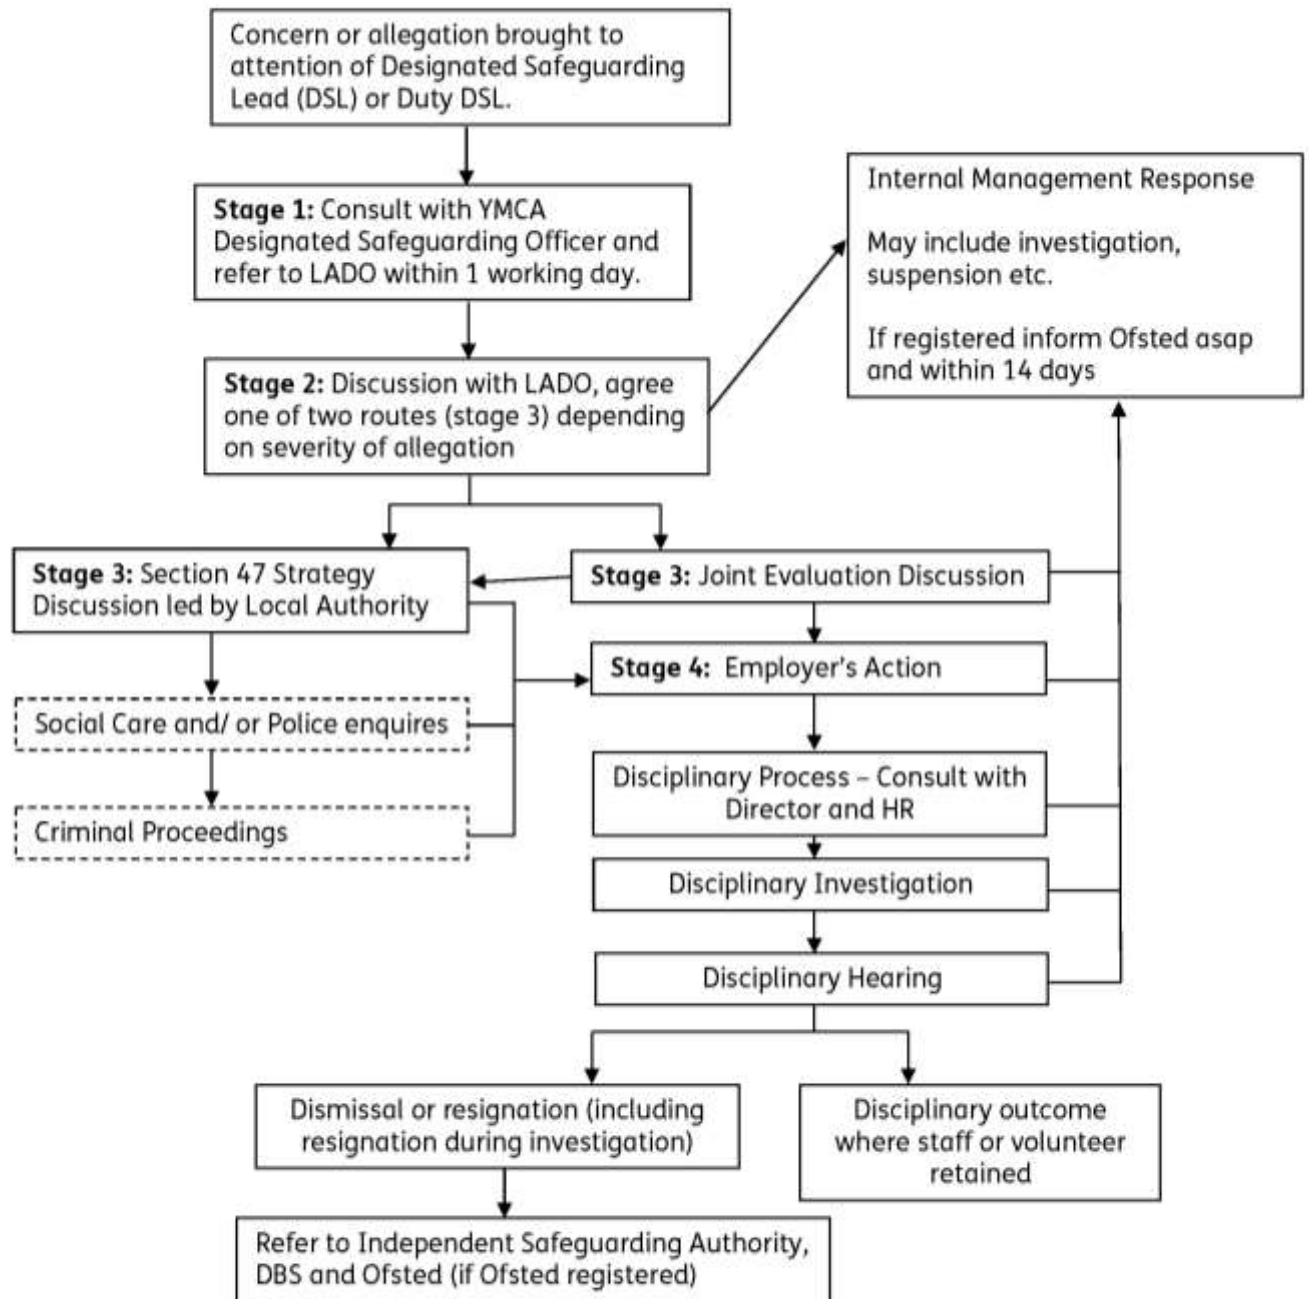 Concern or allegation brought to
attention of Designated Safeguarding
Lead (DSL) or Duty DSL.
Stage 1: Consult with YMCA
Designated Safeguarding Officer and
refer to LADO within 1 working day.
Internal Management Response
May include investigation,
suspension etc.
If registered inform Ofsted asap
and within 14 days
Stage 2: Discussion with LADO, agree
one of two routes (stage 3) depending
on severity of allegation
Stage 3: Section 47 Strategy
Discussion led by Local Authority
Stage 3: Joint Evaluation Discussion
Stage 4: Employer's Action
Social Care and/ or Police enquires
Disciplinary Process – Consult with
Director and HR
Criminal Proceedings
Disciplinary Investigation
Disciplinary Hearing
Dismissal or resignation (including
resignation during investigation)
Disciplinary outcome
where staff or volunteer
retained
Refer to Independent Safeguarding Authority,
DBS and Ofsted (if Ofsted registered)